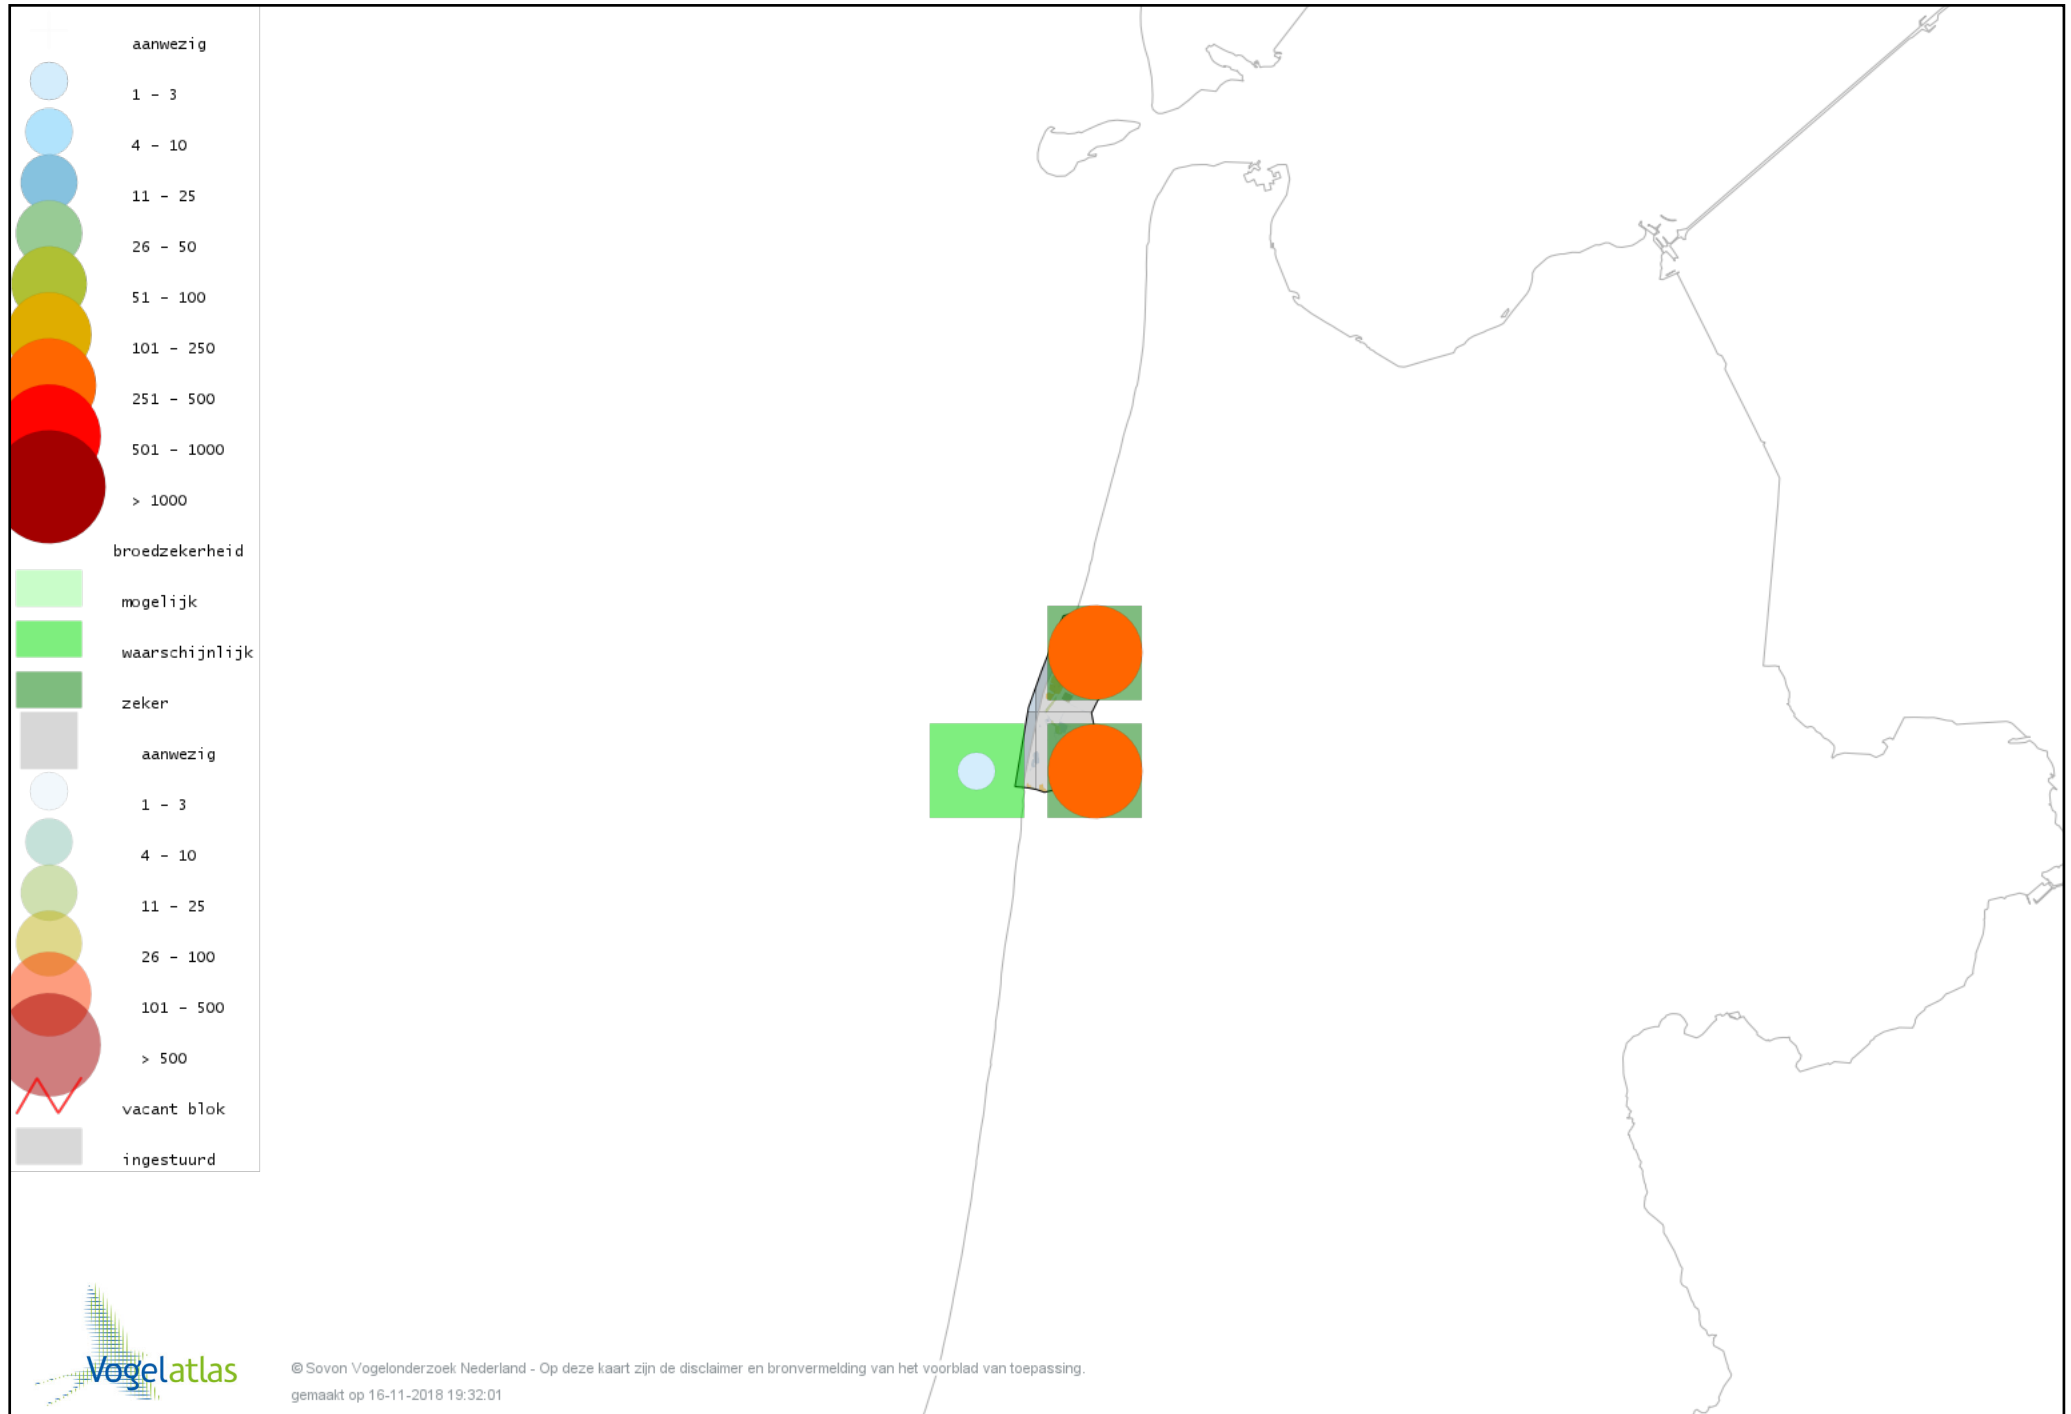 aanwezig
1 - 3
4 - 10
11 - 25
26 - 50
51 - 100
101 - 250
251 - 500
501 - 1000
> 1000
broedzekerheid
mogelijk
waarschijnlijk
zeker
aanwezig
1 - 3
4 - 10
11 - 25
26 - 100
101 - 500
> 500
vacant blok
ingestuurd
Vogelatlas
© Sovon Vogelonderzoek Nederland - Op deze kaart zijn de disclaimer en bronvermelding van het voorblad van toepassing.
gemaakt op 16-11-2018 19:32:01